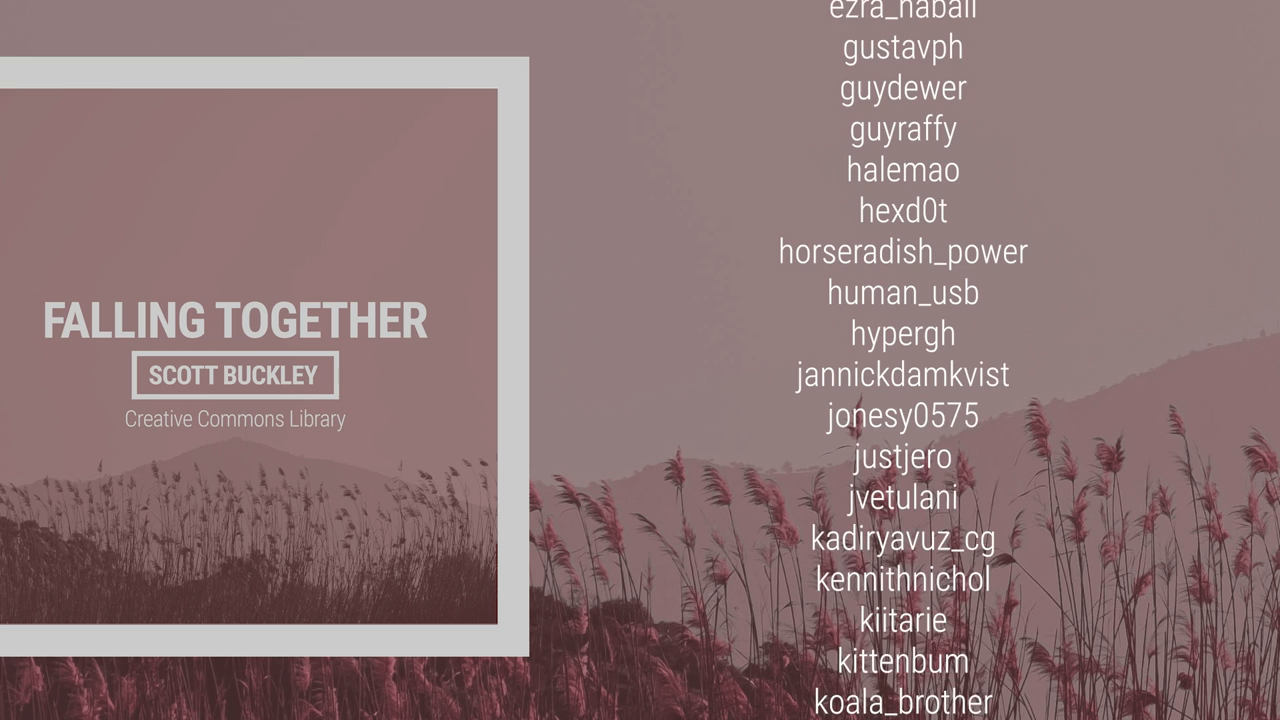 FALLING TOGETHER
SCOTT BUCKLEY
Creative Commons Library
gustavph
guydewer
guyraffy
halemao
hexd0t
horseradish_power
human_usb
hypergh
jannickdamkvist
jonesy0575
justjero
jvetulani
kadiryavuz_cg
kennithnichol
kiitarie
kittenbum
koala_brother